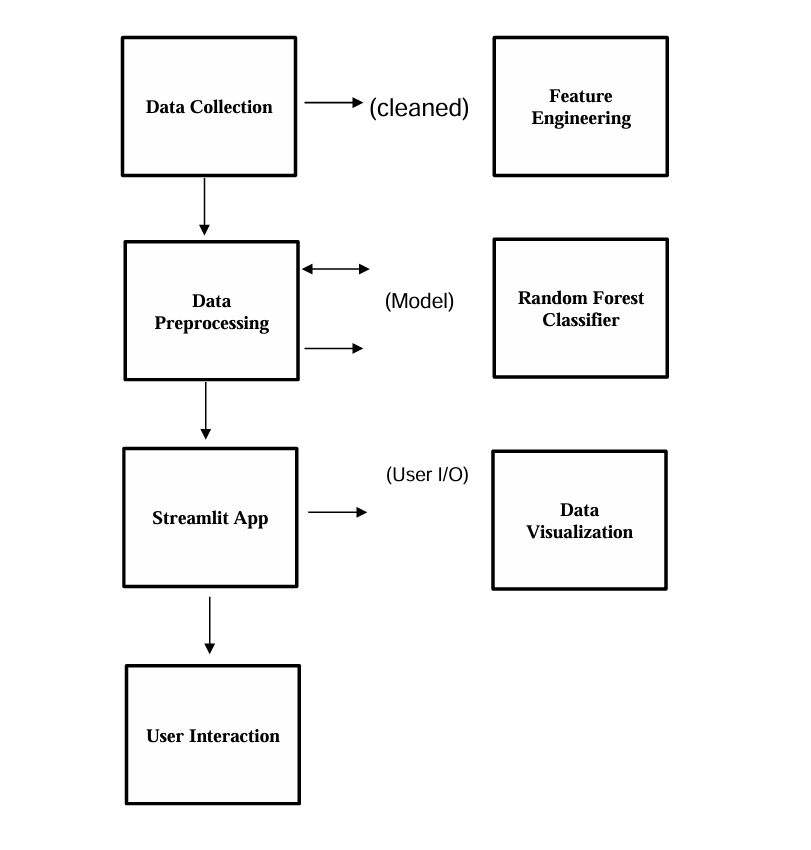 Data Collection
(cleaned)
Feature
Engineering
Data
Preprocessing
(Model)
Random Forest
Classifier
Streamlit App
(User I/O)
Data
Visualization
User Interaction